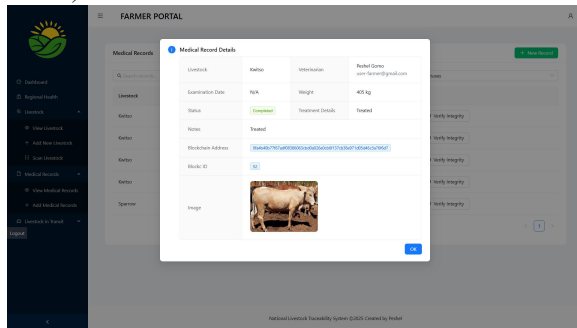 FARMER PORTAL
Dashboard
Regional Health
Livestock
View Livestock
Add New Livestock
Scan Livestock
Medical Records
View Medical Records
Add Medical Records
Livestock in Transit
Logout
Medical Records
+ New Record
Livestock
Kwitso
Kwitso
Kwitso
Kwitso
Sparrow
Verify Integrity
Verify Integrity
Verify Integrity
Verify Integrity
Verify Integrity
1
Medical Record Details
Livestock Kwitso Veterinarian Peshel Gomo
user-farmer@gmail.com
Examination Date N/A Weight 405 kg
Status Completed Treatment Details Treated
Notes Treated
Blockchain Address
Blockc ID
Image
OK
National Livestock Traceability System ©2025 Created by Peshel